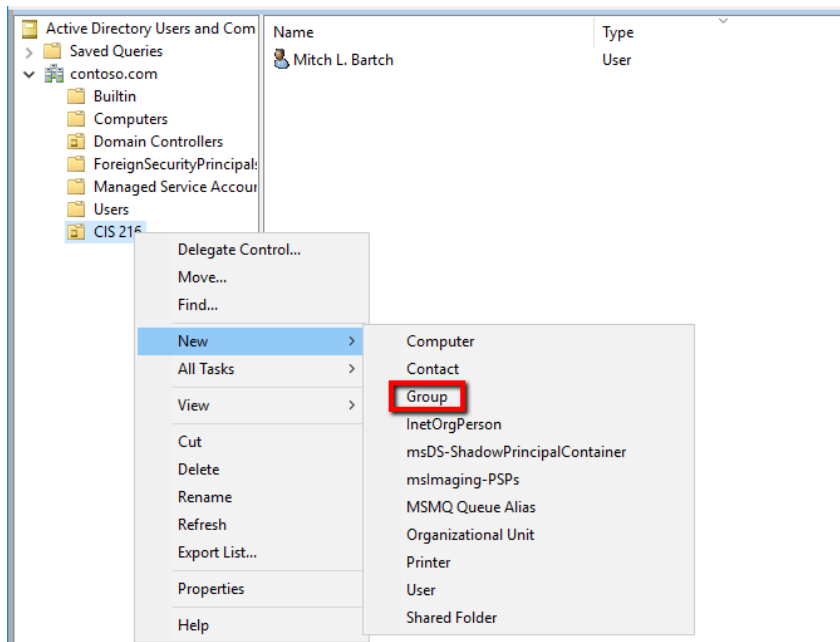 Active Directory Users and Com
Saved Queries
contoso.com
Builtin
Computers
Domain Controllers
ForeignSecurityPrincipals
Managed Service Accour
Users
CIS 216
Name Type
Mitch L. Bartch User
Delegate Control...
Move...
Find...
New
All Tasks
View
Cut
Delete
Rename
Refresh
Export List...
Properties
Help
Computer
Contact
Group
InetOrgPerson
msDS-ShadowPrincipalContainer
msImaging-PSPs
MSMQ Queue Alias
Organizational Unit
Printer
User
Shared Folder